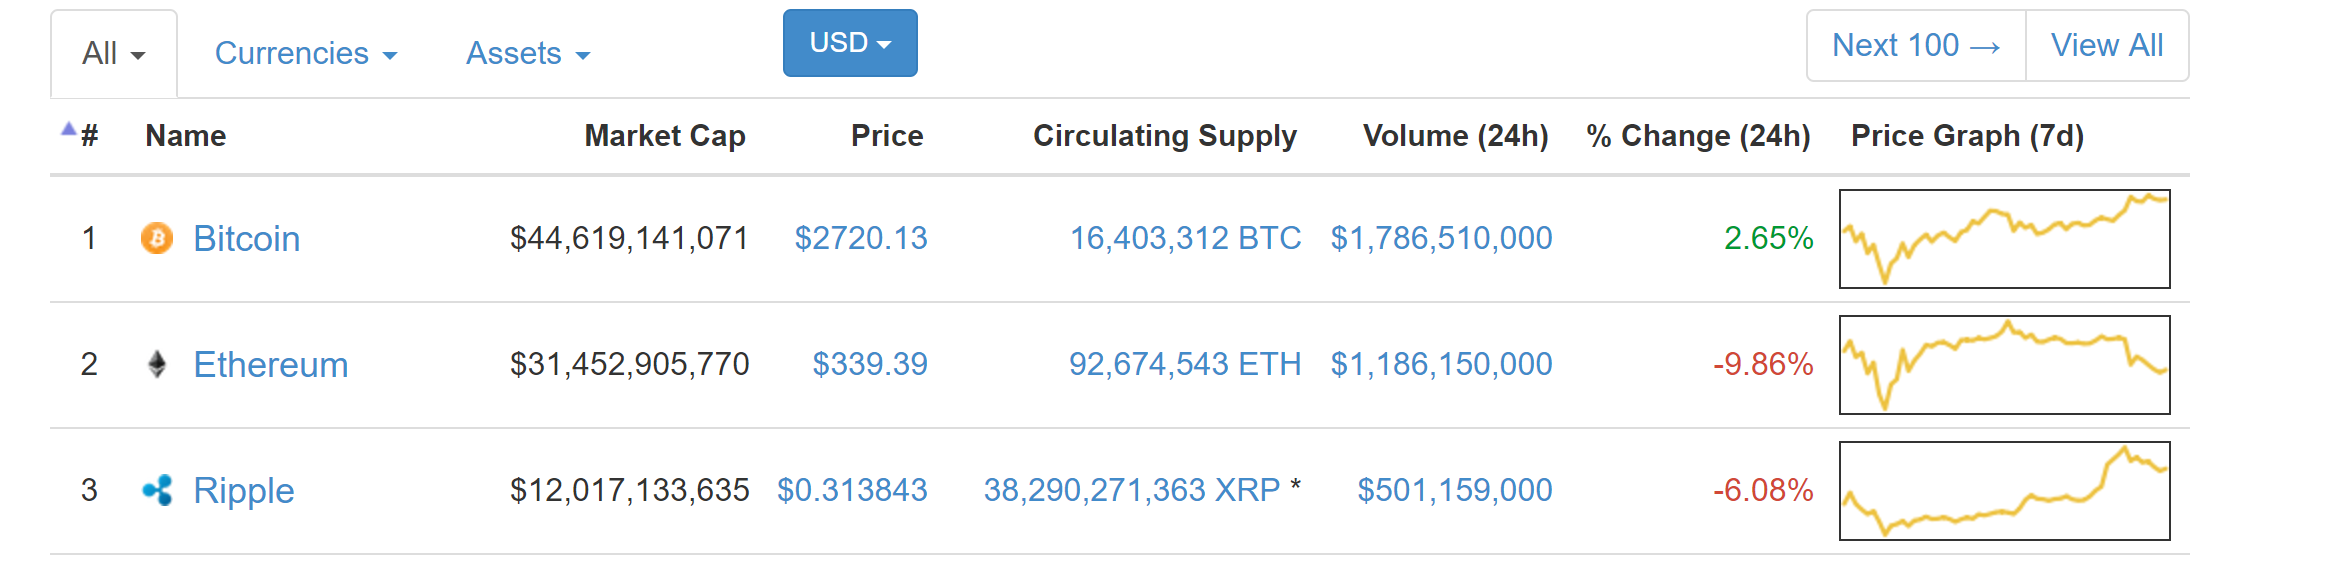 All Currencies Assets USD Next 100 → View All
# Name Market Cap Price Circulating Supply Volume (24h) % Change (24h) Price Graph (7d)
1 Bitcoin $44,619,141,071 $2720.13 16,403,312 BTC $1,786,510,000 2.65%
2 Ethereum $31,452,905,770 $339.39 92,674,543 ETH $1,186,150,000 -9.86%
3 Ripple $12,017,133,635 $0.313843 38,290,271,363 XRP * $501,159,000 -6.08%